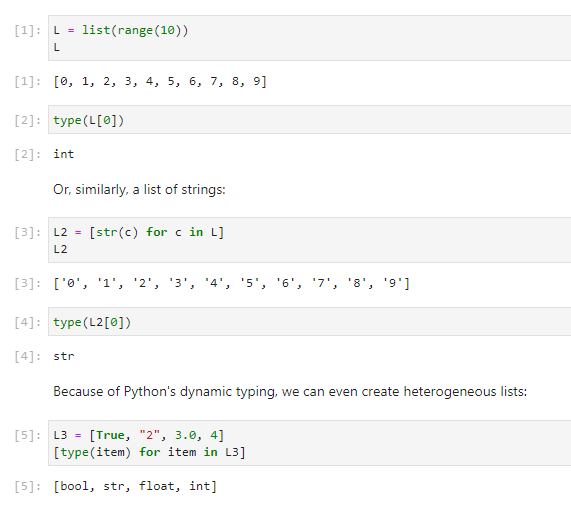 [1]: L = list(range(10))
L
[1]: [0, 1, 2, 3, 4, 5, 6, 7, 8, 9]
[2]: type(L[0])
[2]: int
Or, similarly, a list of strings:
[3]: L2 = [str(c) for c in L]
L2
[3]: ['0', '1', '2', '3', '4', '5', '6', '7', '8', '9']
[4]: type(L2[0])
[4]: str
Because of Python's dynamic typing, we can even create heterogeneous lists:
[5]: L3 = [True, "2", 3.0, 4]
[type(item) for item in L3]
[5]: [bool, str, float, int]